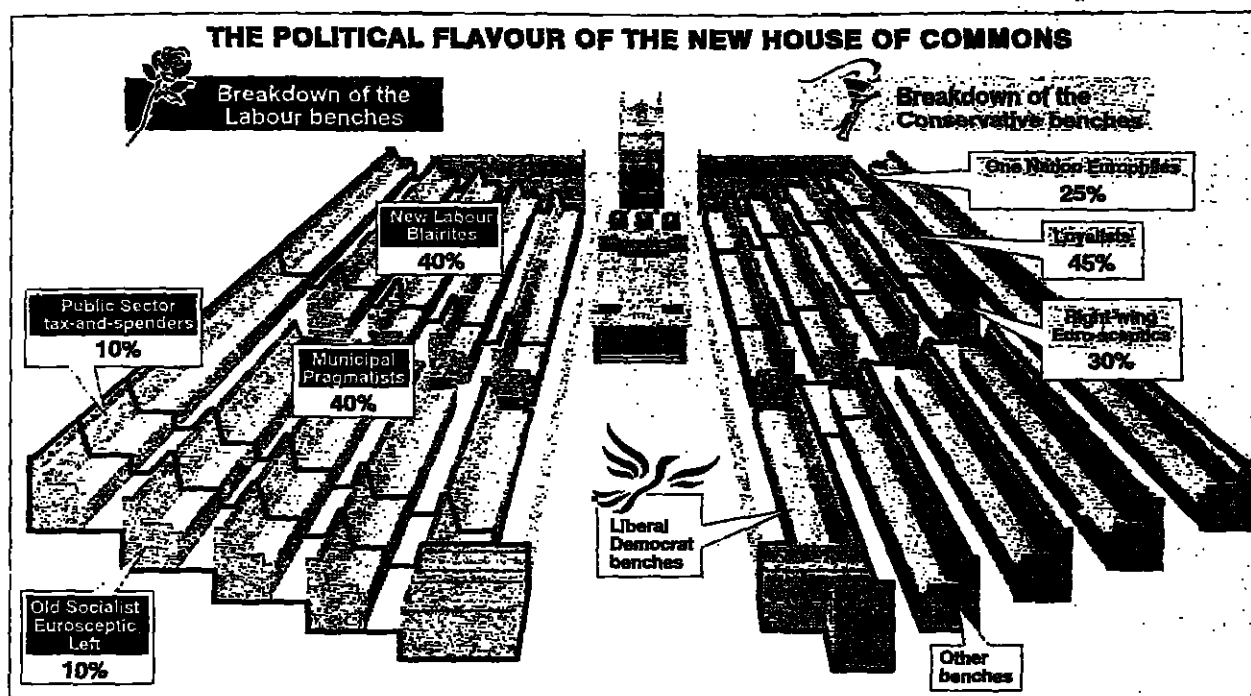 THE POLITICAL FLAVOUR OF THE NEW HOUSE OF COMMONS
Breakdown of the
Labour benches
Breakdown of the
Conservative benches
New Labour
Blairites
40%
Public Sector
tax-and-spenders
10%
Municipal
Pragmatists
40%
Old Socialist
Eurosceptic
Left
10%
One Nation Europhiles
25%
Loyalists
45%
Right-wing
Euro-sceptics
30%
Liberal
Democrat
benches
Other
benches